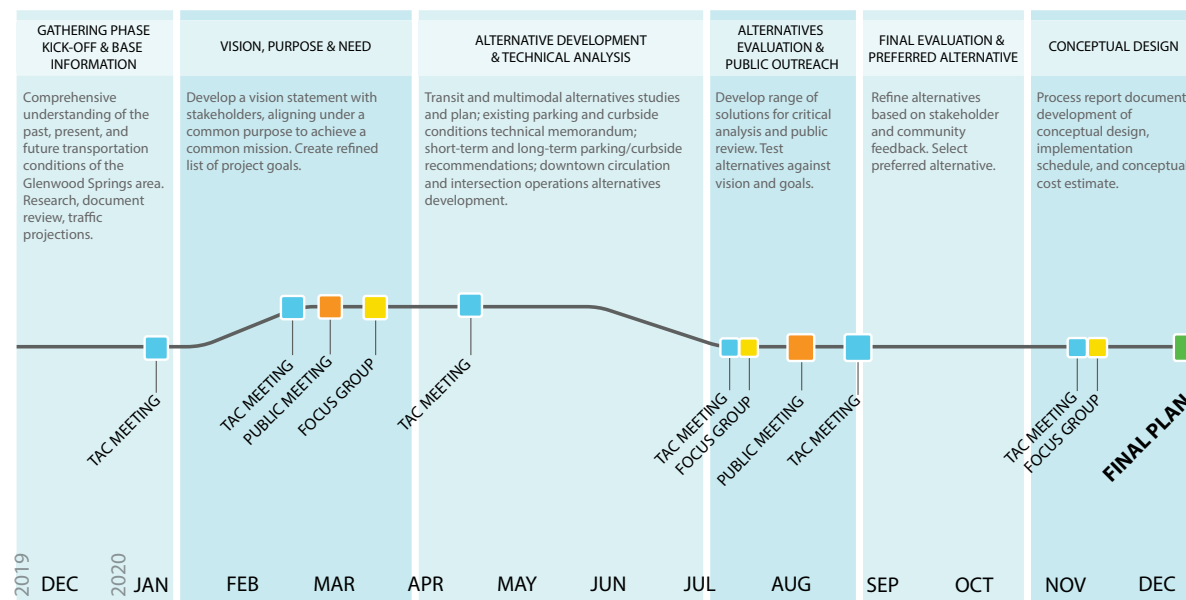 GATHERING PHASE
KICK-OFF & BASE
INFORMATION
Comprehensive
understanding of the
past, present, and
future transportation
conditions of the
Glenwood Springs area.
Research, document
review, traffic
projections.
VISION, PURPOSE & NEED
Develop a vision statement with
stakeholders, aligning under a
common purpose to achieve a
common mission. Create refined
list of project goals.
ALTERNATIVE DEVELOPMENT
& TECHNICAL ANALYSIS
Transit and multimodal alternatives studies
and plan; existing parking and curbside
conditions technical memorandum;
short-term and long-term parking/curbside
recommendations; downtown circulation
and intersection operations alternatives
development.
ALTERNATIVES
EVALUATION &
PUBLIC OUTREACH
Develop range of
solutions for critical
analysis and public
review. Test
alternatives against
vision and goals.
FINAL EVALUATION &
PREFERRED ALTERNATIVE
Refine alternatives
based on stakeholder
and community
feedback. Select
preferred alternative.
CONCEPTUAL DESIGN
Process report document
development of
conceptual design,
implementation
schedule, and conceptua
cost estimate.
TAC MEETING
TAC MEETING
PUBLIC MEETING
FOCUS GROUP
TAC MEETING
TAC MEETING
FOCUS GROUP
PUBLIC MEETING
TAC MEETING
TAC MEETING
FOCUS GROUP
FINAL PLAN
2019
DEC
2020
JAN
FEB
MAR
APR
MAY
JUN
JUL
AUG
SEP
OCT
NOV
DEC